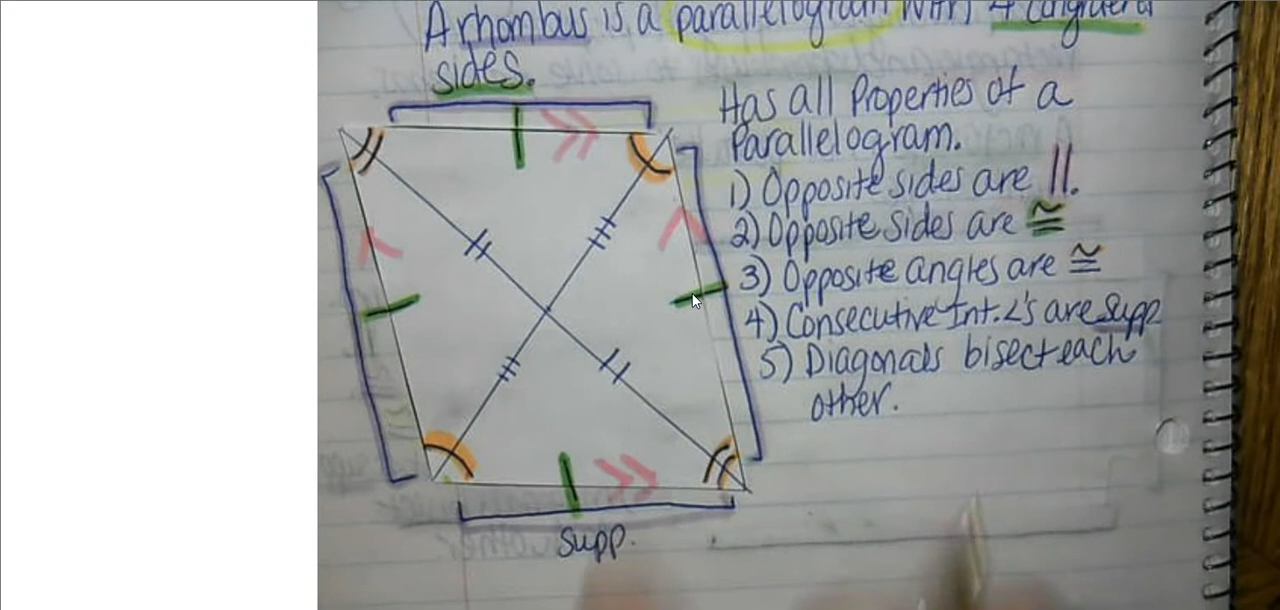 A rhombus is a parallelogram with 4 congruent
sides.
Has all Properties of a
Parallelogram.
1) Opposite sides are ||.
2) Opposite sides are ≅
3) Opposite angles are ≅
4) Consecutive Int. ∠'s are supp
5) Diagonals bisect each
other.
supp.